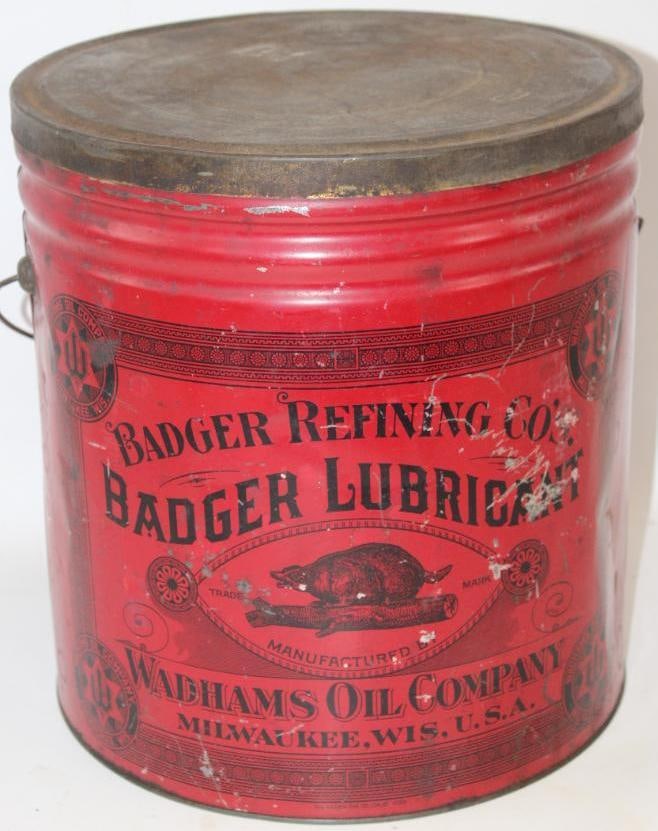 BADGER REFINING CO'S.
BADGER LUBRICANT
TRADE MARK
MANUFACTURED BY
WADHAMS OIL COMPANY
MILWAUKEE, WIS. U.S.A.